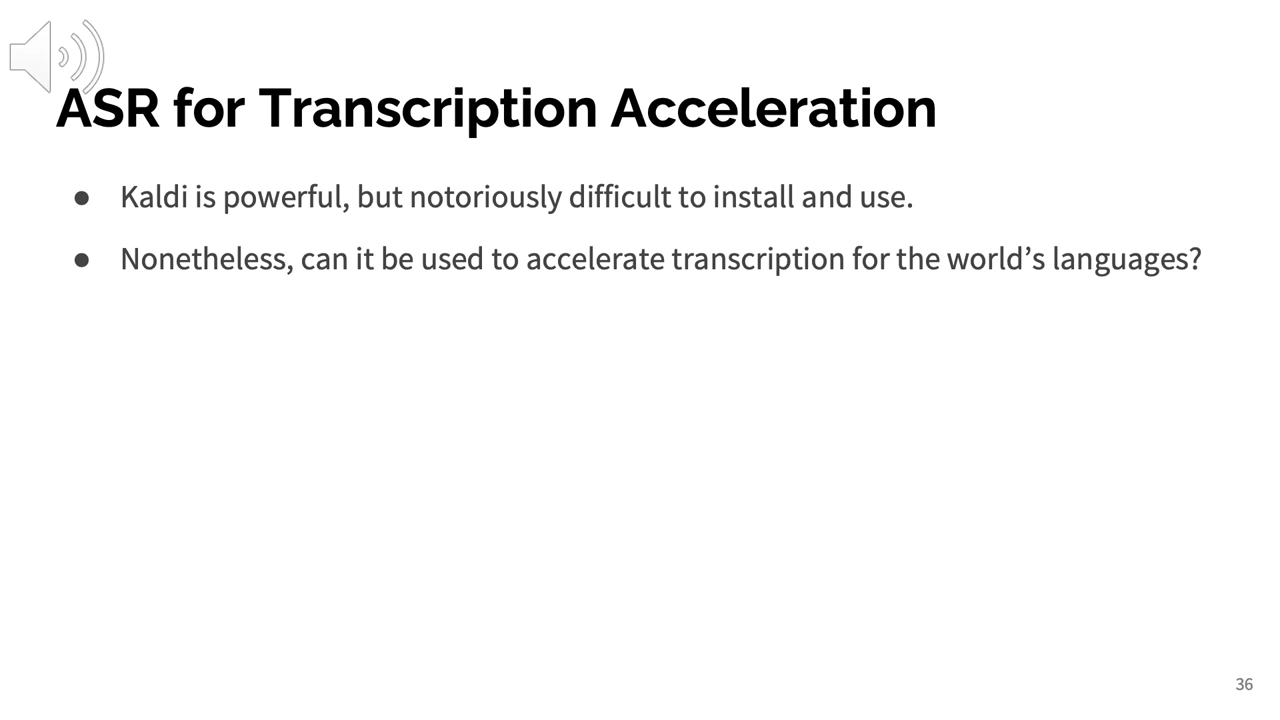 ASR for Transcription Acceleration
● Kaldi is powerful, but notoriously difficult to install and use.
● Nonetheless, can it be used to accelerate transcription for the world’s languages?
36